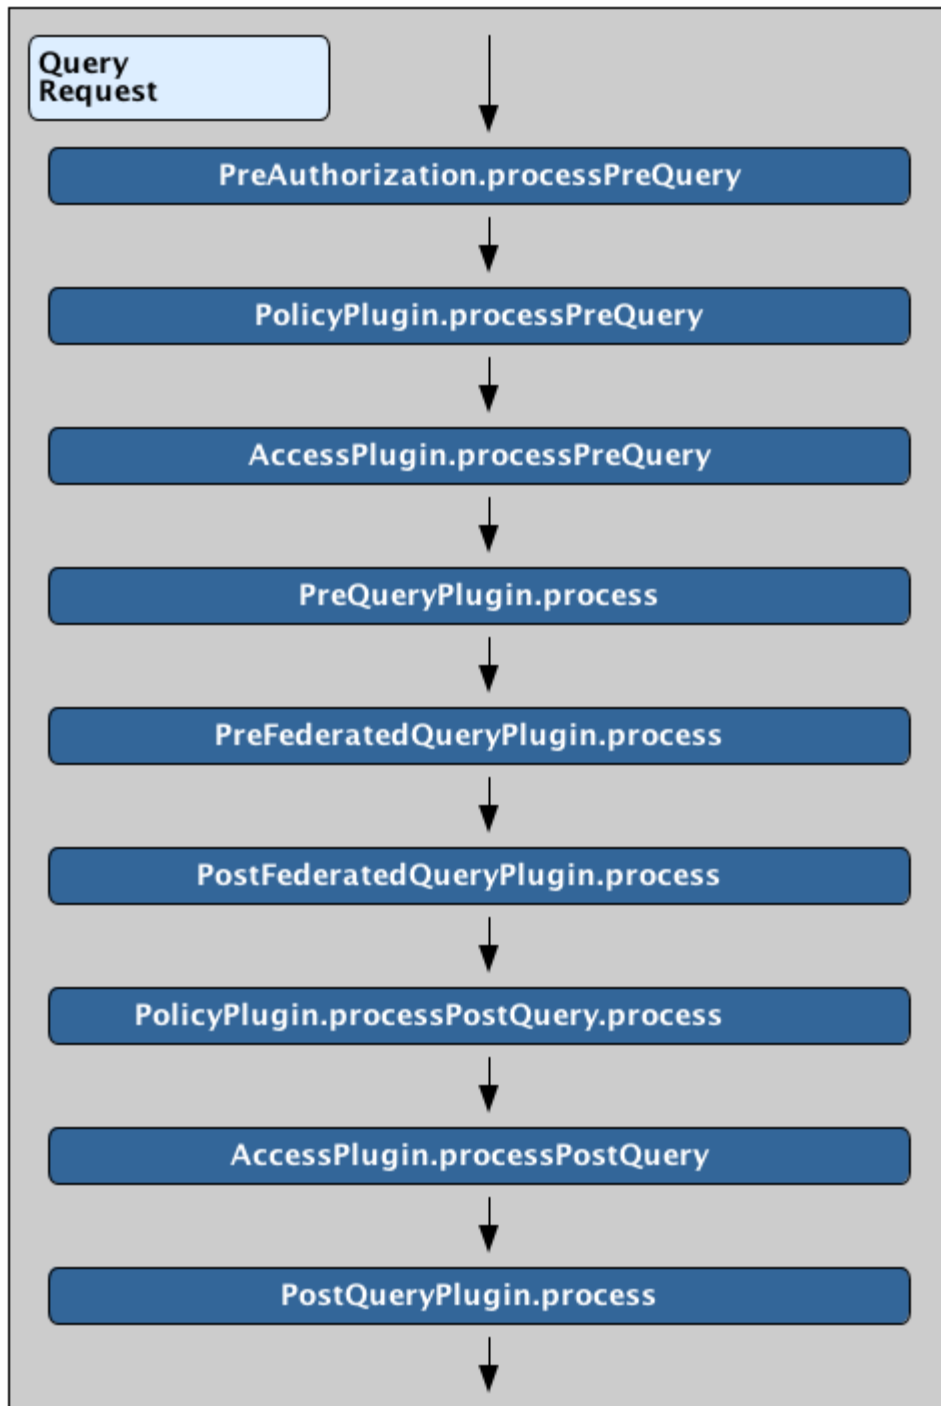 Query
Request
PreAuthorization.processPreQuery
PolicyPlugin.processPreQuery
AccessPlugin.processPreQuery
PreQueryPlugin.process
PreFederatedQueryPlugin.process
PostFederatedQueryPlugin.process
PolicyPlugin.processPostQuery.process
AccessPlugin.processPostQuery
PostQueryPlugin.process